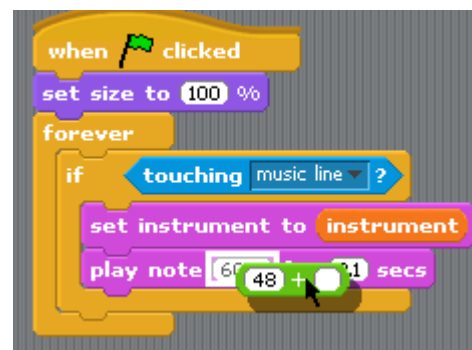 when clicked
set size to 100 %
forever
if touching music line ?
set instrument to instrument
play note 60 secs
48 +